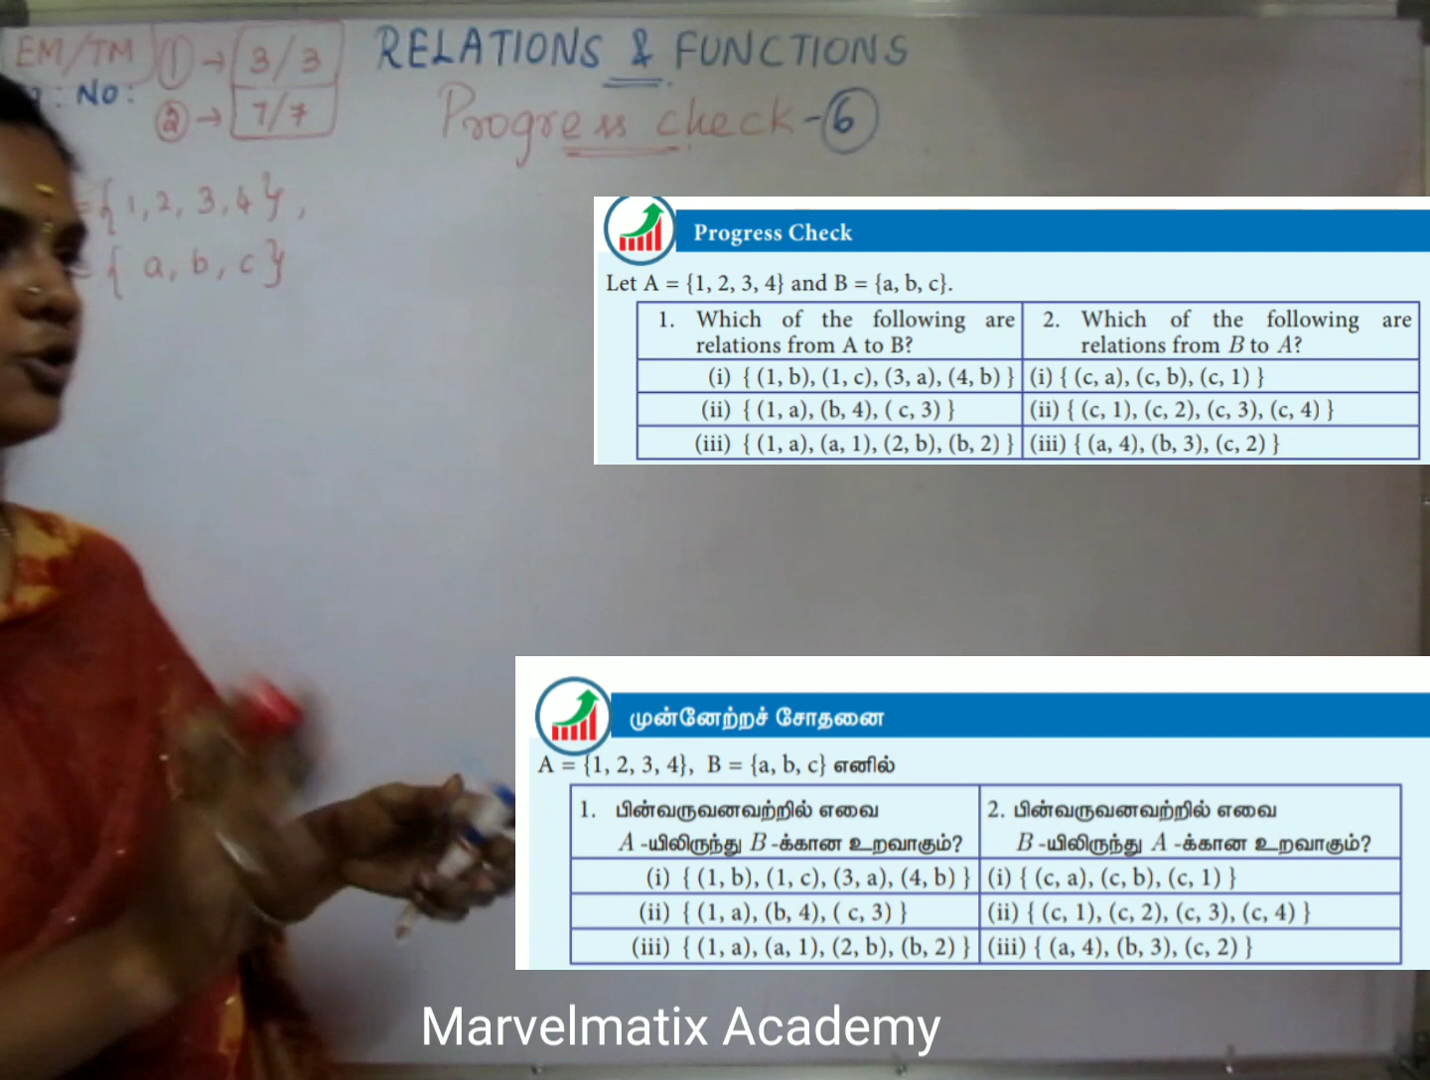 EM/TM ① → 3/3
No: ② → 7/7
RELATIONS & FUNCTIONS
Progress check - ⑥
= { 1, 2, 3, 4 },
= { a, b, c }
Progress Check
Let A = {1, 2, 3, 4} and B = {a, b, c}.
1. Which of the following are
relations from A to B?
2. Which of the following are
relations from B to A?
(i) { (1, b), (1, c), (3, a), (4, b) } (i) { (c, a), (c, b), (c, 1) }
(ii) { (1, a), (b, 4), ( c, 3) } (ii) { (c, 1), (c, 2), (c, 3), (c, 4) }
(iii) { (1, a), (a, 1), (2, b), (b, 2) } (iii) { (a, 4), (b, 3), (c, 2) }
முன்னேற்றச் சோதனை
A = {1, 2, 3, 4}, B = {a, b, c} எனில்
1. பின்வருவனவற்றில் எவை
A -யிலிருந்து B -க்கான உறவாகும்?
2. பின்வருவனவற்றில் எவை
B -யிலிருந்து A -க்கான உறவாகும்?
(i) { (1, b), (1, c), (3, a), (4, b) } (i) { (c, a), (c, b), (c, 1) }
(ii) { (1, a), (b, 4), ( c, 3) } (ii) { (c, 1), (c, 2), (c, 3), (c, 4) }
(iii) { (1, a), (a, 1), (2, b), (b, 2) } (iii) { (a, 4), (b, 3), (c, 2) }
Marvelmatix Academy